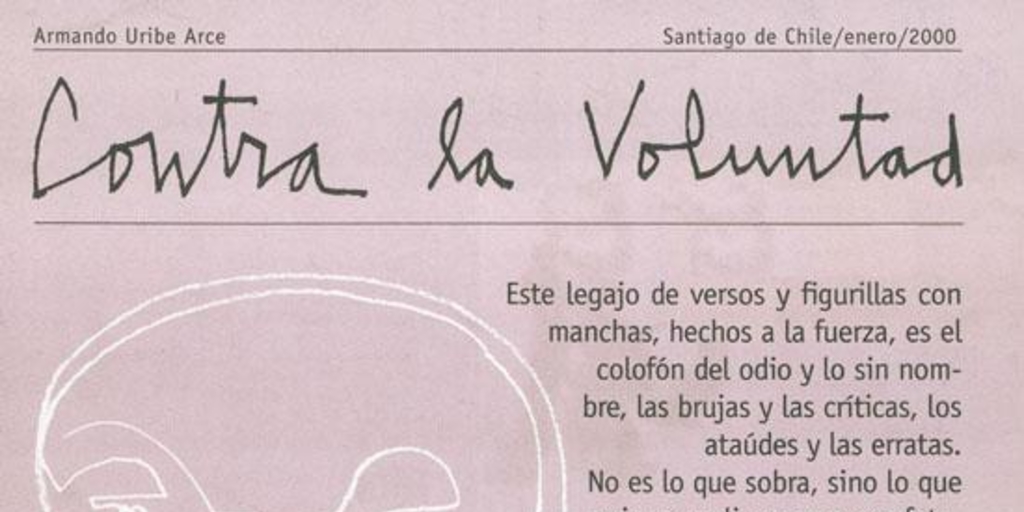 Armando Uribe Arce
Santiago de Chile/enero/2000
Contra la Voluntad
Este legajo de versos y figurillas con
manchas, hechos a la fuerza, es el
colofón del odio y lo sin nom-
bre, las brujas y las críticas, los
ataúdes y las erratas.
No es lo que sobra, sino lo que